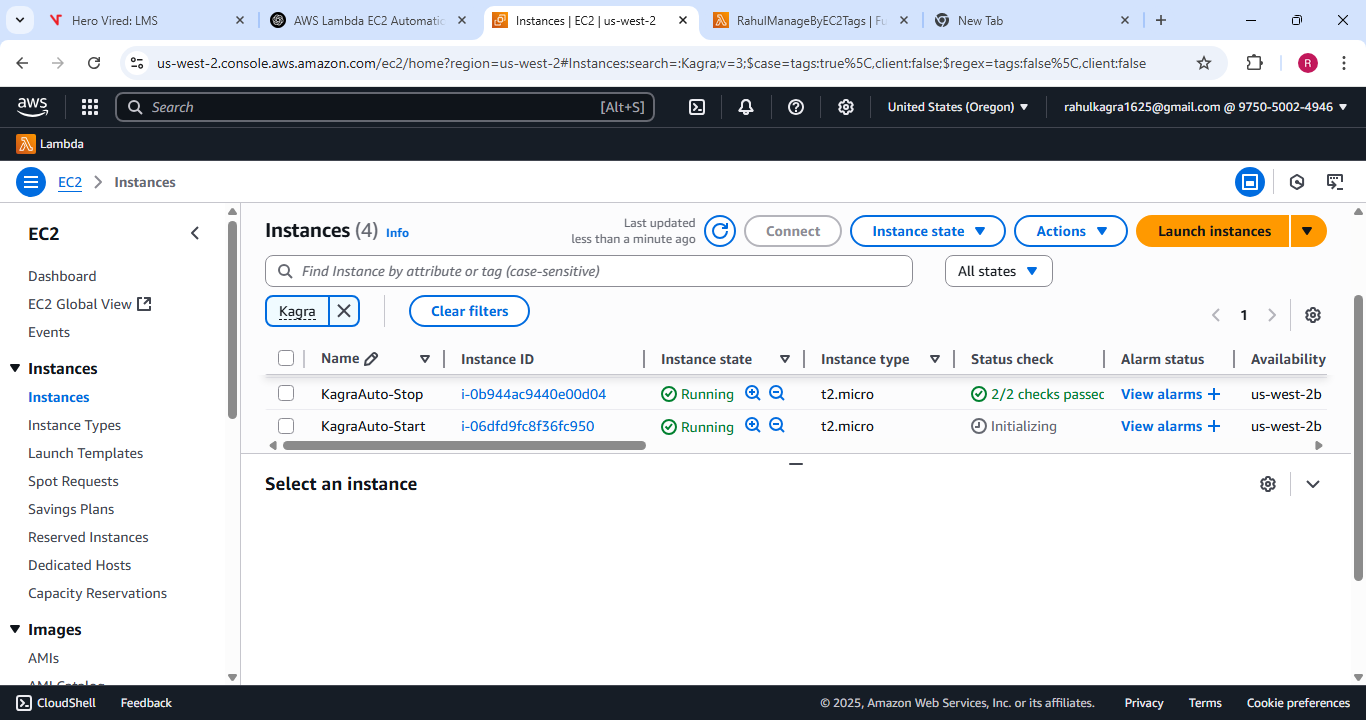 Hero Vired: LMS
AWS Lambda EC2 Automatic
Instances | EC2 | us-west-2
RahulManageByEC2Tags | Fu
New Tab
us-west-2.console.aws.amazon.com/ec2/home?region=us-west-2#Instances:search=:Kagra;v=3;$case=tags:true%5C,client:false;$regex=tags:false%5C,client:false
R
aws
Search
[Alt+S]
United States (Oregon)
rahulkagra1625@gmail.com @ 9750-5002-4946
Lambda
EC2 > Instances
EC2
Dashboard
EC2 Global View
Events
Instances
Instances
Instance Types
Launch Templates
Spot Requests
Savings Plans
Reserved Instances
Dedicated Hosts
Capacity Reservations
Images
AMIs
AMI Catalog
Instances (4) Info
Last updated
less than a minute ago
Connect
Instance state
Actions
Launch instances
Find Instance by attribute or tag (case-sensitive)
All states
Kagra
Clear filters
1
Name Instance ID Instance state Instance type Status check Alarm status Availability
KagraAuto-Stop i-0b944ac9440e00d04 Running t2.micro 2/2 checks passec View alarms + us-west-2b
KagraAuto-Start i-06dfd9fc8f36fc950 Running t2.micro Initializing View alarms + us-west-2b
Select an instance
CloudShell
Feedback
© 2025, Amazon Web Services, Inc. or its affiliates.
Privacy
Terms
Cookie preferences